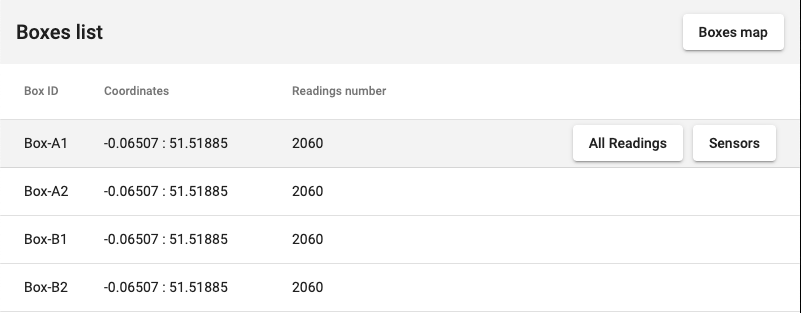 Boxes list Boxes map
Box ID Coordinates Readings number
Box-A1 -0.06507 : 51.51885 2060 All Readings Sensors
Box-A2 -0.06507 : 51.51885 2060
Box-B1 -0.06507 : 51.51885 2060
Box-B2 -0.06507 : 51.51885 2060